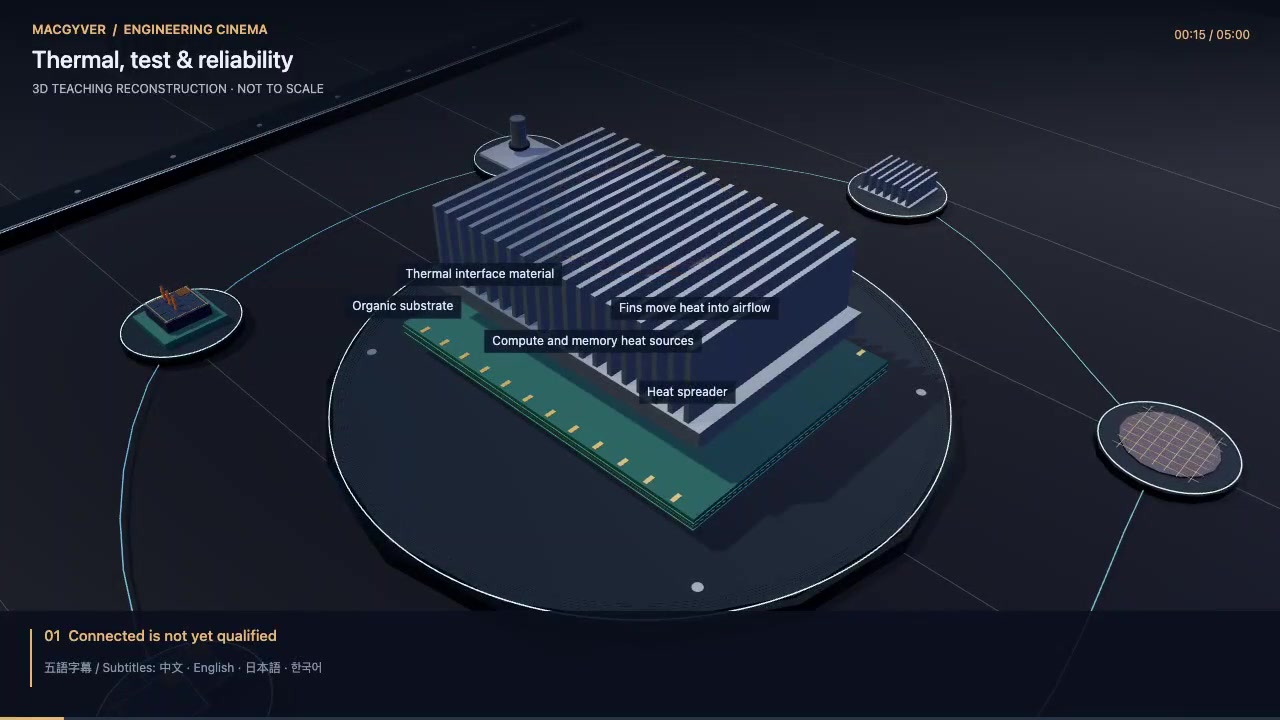 MACGYVER / ENGINEERING CINEMA
00:15 / 05:00
Thermal, test & reliability
3D TEACHING RECONSTRUCTION · NOT TO SCALE
Thermal interface material
Organic substrate
Fins move heat into airflow
Compute and memory heat sources
Heat spreader
01 Connected is not yet qualified
五語字幕 / Subtitles: 中文 · English · 日本語 · 한국어